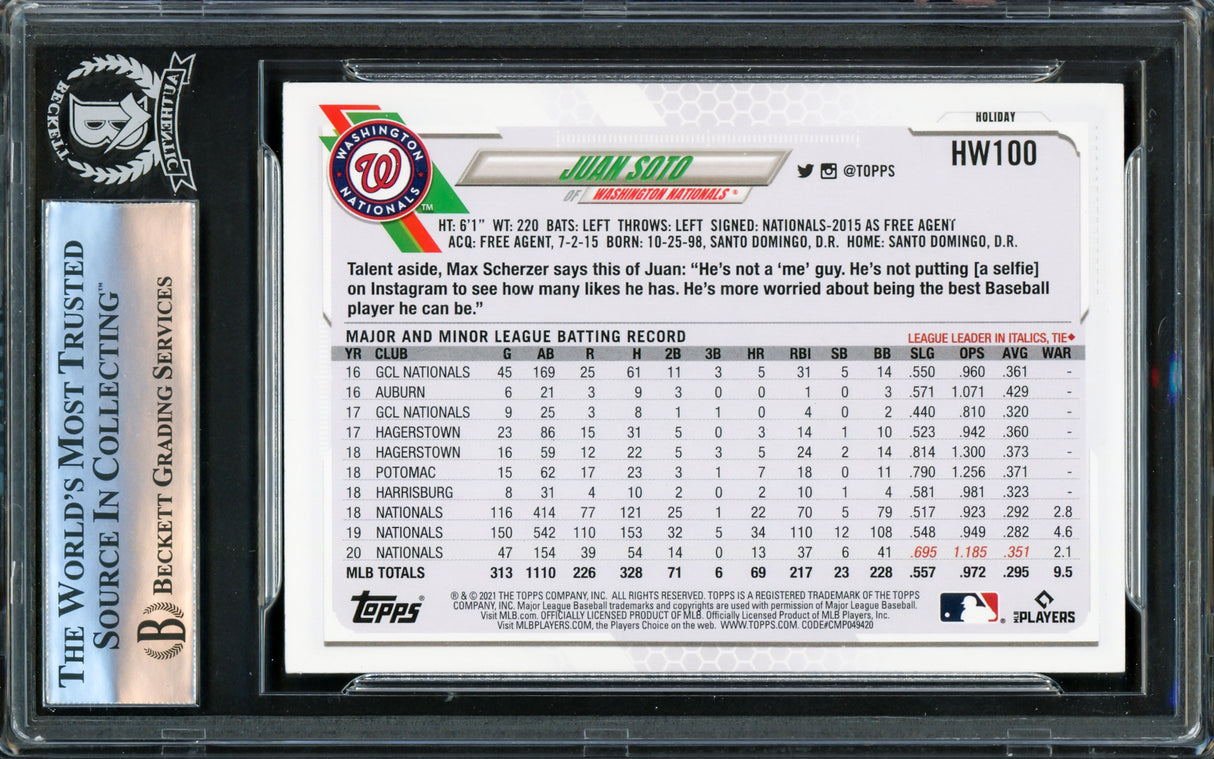 THE WORLD'S MOST TRUSTED
SOURCE IN COLLECTING™
BECKETT GRADING SERVICES
BECKETT
AUTHENTIC
WASHINGTON
NATIONALS
W
TM
JUAN SOTO
OF WASHINGTON NATIONALS ®
@TOPPS
HOLIDAY
HW100
HT: 6'1" WT: 220 BATS: LEFT THROWS: LEFT SIGNED: NATIONALS-2015 AS FREE AGENT
ACQ: FREE AGENT, 7-2-15 BORN: 10-25-98, SANTO DOMINGO, D.R. HOME: SANTO DOMINGO, D.R.
Talent aside, Max Scherzer says this of Juan: “He's not a ‘me’ guy. He's not putting [a selfie]
on Instagram to see how many likes he has. He's more worried about being the best Baseball
player he can be.”
MAJOR AND MINOR LEAGUE BATTING RECORD LEAGUE LEADER IN ITALICS, TIE◆
YR CLUB G AB R H 2B 3B HR RBI SB BB SLG OPS AVG WAR
16 GCL NATIONALS 45 169 25 61 11 3 5 31 5 14 .550 .960 .361 -
16 AUBURN 6 21 3 9 3 0 0 1 0 3 .571 1.071 .429 -
17 GCL NATIONALS 9 25 3 8 1 1 0 4 0 2 .440 .810 .320 -
17 HAGERSTOWN 23 86 15 31 5 0 3 14 1 10 .523 .942 .360 -
18 HAGERSTOWN 16 59 12 22 5 3 5 24 2 14 .814 1.300 .373 -
18 POTOMAC 15 62 17 23 3 1 7 18 0 11 .790 1.256 .371 -
18 HARRISBURG 8 31 4 10 2 0 2 10 1 4 .581 .981 .323 -
18 NATIONALS 116 414 77 121 25 1 22 70 5 79 .517 .923 .292 2.8
19 NATIONALS 150 542 110 153 32 5 34 110 12 108 .548 .949 .282 4.6
20 NATIONALS 47 154 39 54 14 0 13 37 6 41 .695 1.185 .351 2.1
MLB TOTALS 313 1110 226 328 71 6 69 217 23 228 .557 .972 .295 9.5
TOPPS
® & © 2021 THE TOPPS COMPANY, INC. ALL RIGHTS RESERVED. TOPPS IS A REGISTERED TRADEMARK OF THE TOPPS
COMPANY, INC. Major League Baseball trademarks and copyrights are used with permission of Major League Baseball.
Visit MLB.com. OFFICIALLY LICENSED PRODUCT OF MLB. Officially Licensed Product of MLB Players, Inc.
Visit MLBPLAYERS.COM, the Players Choice on the web. WWW.TOPPS.COM. CODE#CMP049420
MLB PLAYERS